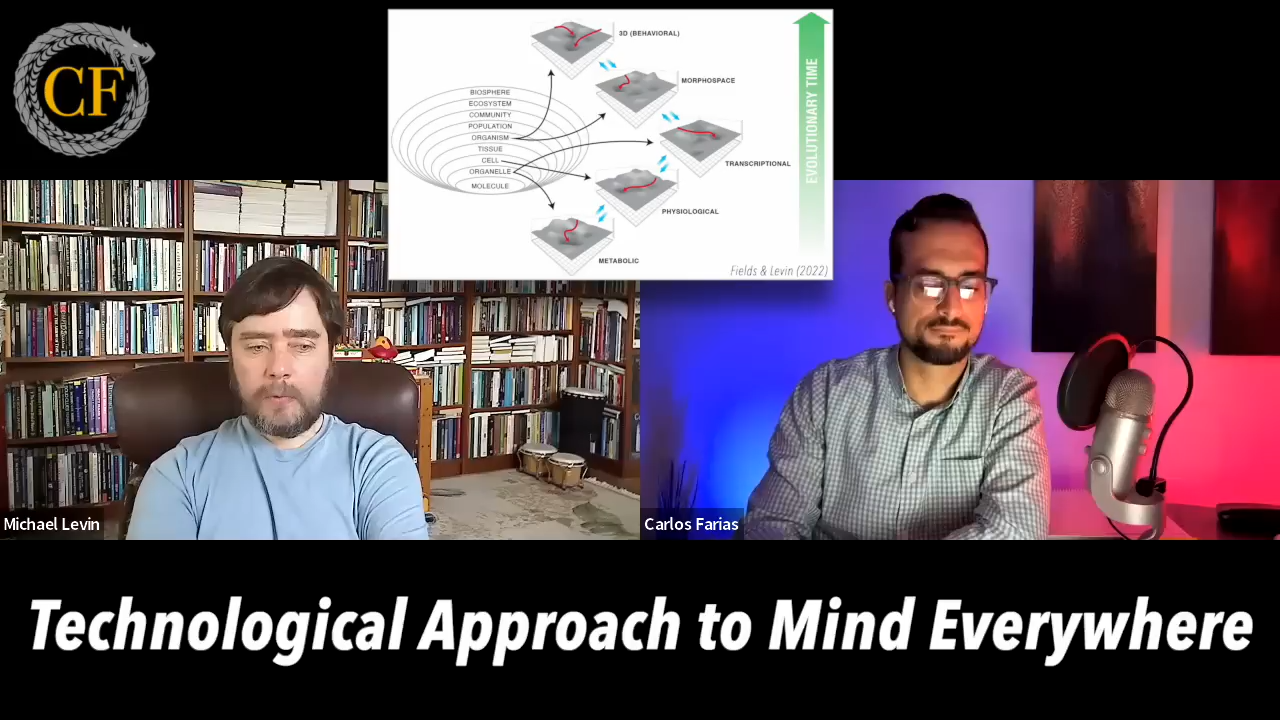 CF
3D (BEHAVIORAL)
MORPHOSPACE
TRANSCRIPTIONAL
PHYSIOLOGICAL
METABOLIC
BIOSPHERE
ECOSYSTEM
COMMUNITY
POPULATION
ORGANISM
TISSUE
CELL
ORGANELLE
MOLECULE
EVOLUTIONARY TIME
Fields & Levin (2022)
Michael Levin
Carlos Farias
Technological Approach to Mind Everywhere